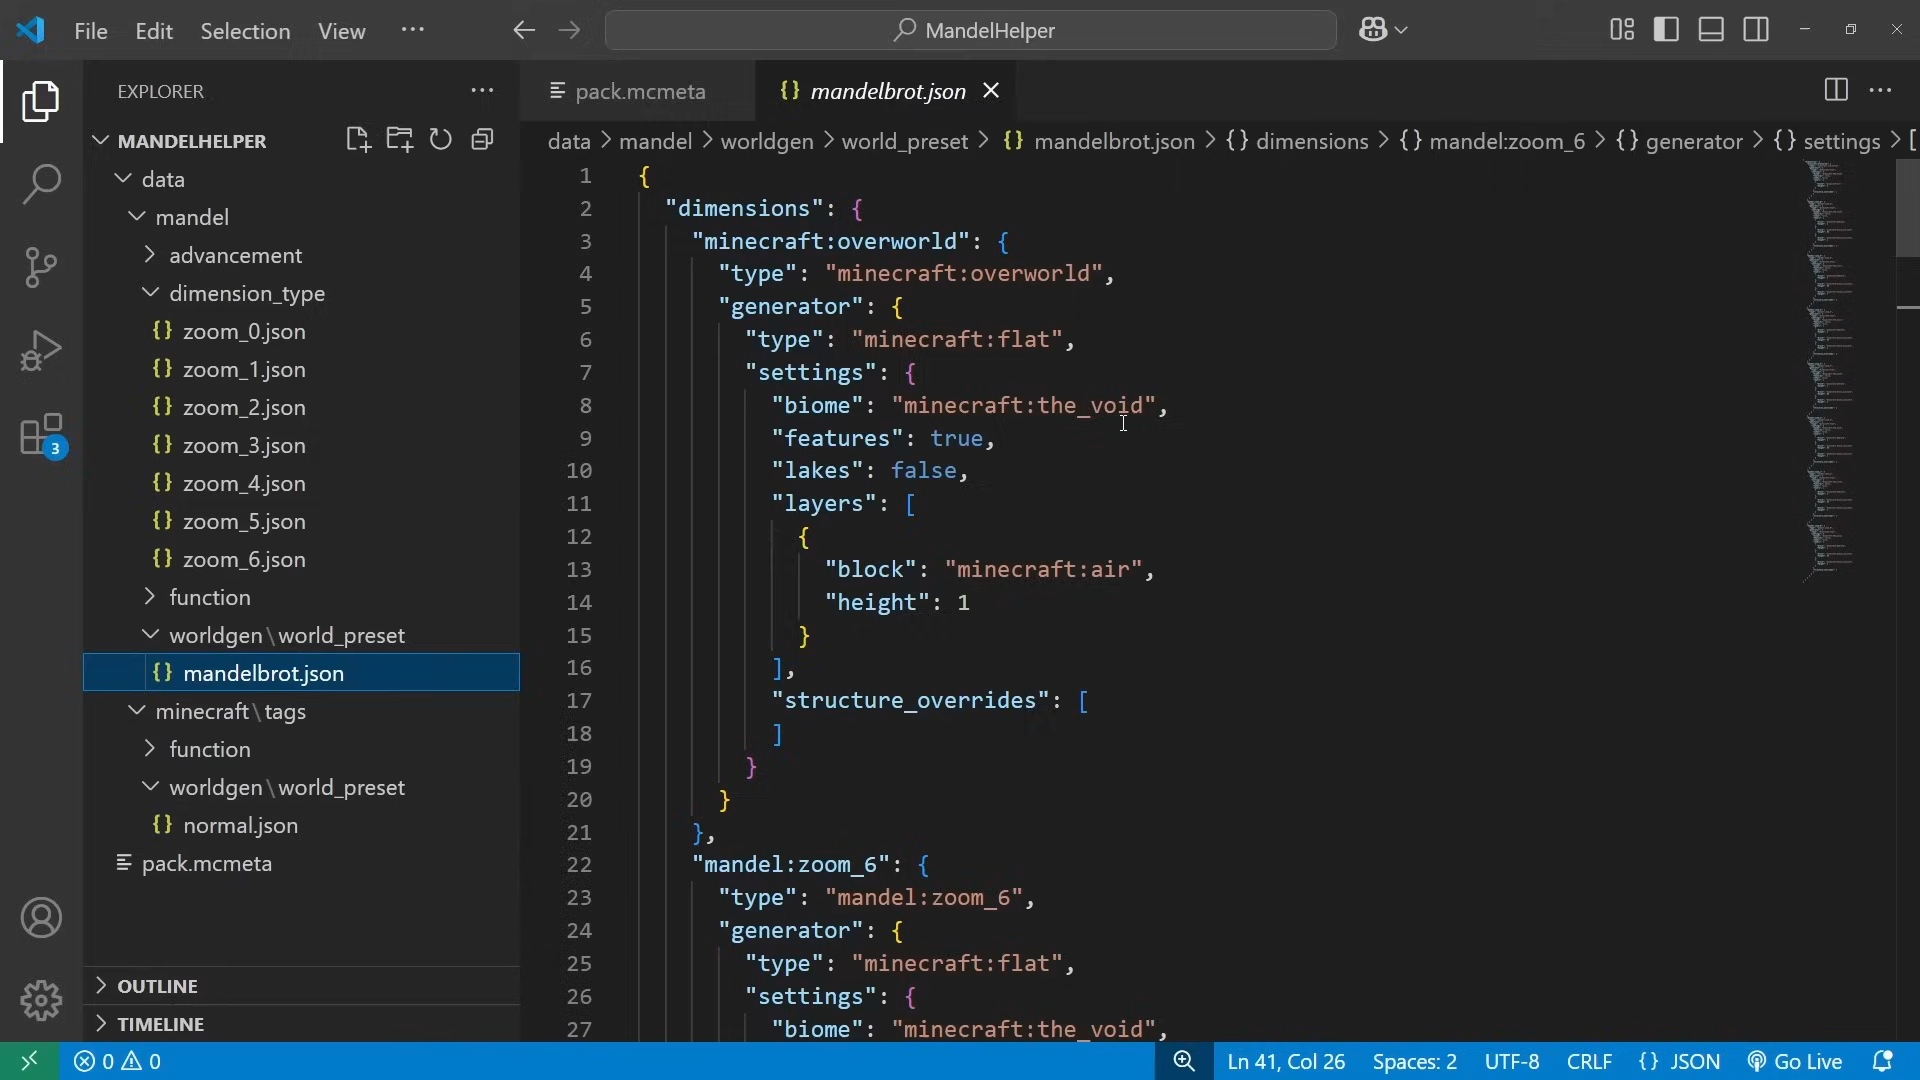 File Edit Selection View ···
MandelHelper
EXPLORER ···
pack.mcmeta
{} mandelbrot.json
MANDELHELPER
data > mandel > worldgen > world_preset > {} mandelbrot.json > {} dimensions > {} mandel:zoom_6 > {} generator > {} settings > [
data
mandel
advancement
dimension_type
{} zoom_0.json
{} zoom_1.json
{} zoom_2.json
{} zoom_3.json
{} zoom_4.json
{} zoom_5.json
{} zoom_6.json
function
worldgen\world_preset
{} mandelbrot.json
minecraft\tags
function
worldgen\world_preset
{} normal.json
pack.mcmeta
OUTLINE
TIMELINE
3
1 {
2 "dimensions": {
3 "minecraft:overworld": {
4 "type": "minecraft:overworld",
5 "generator": {
6 "type": "minecraft:flat",
7 "settings": {
8 "biome": "minecraft:the_void",
9 "features": true,
10 "lakes": false,
11 "layers": [
12 {
13 "block": "minecraft:air",
14 "height": 1
15 }
16 ],
17 "structure_overrides": [
18 ]
19 }
20 }
21 },
22 "mandel:zoom_6": {
23 "type": "mandel:zoom_6",
24 "generator": {
25 "type": "minecraft:flat",
26 "settings": {
27 "biome": "minecraft:the_void",
0 0 Ln 41, Col 26 Spaces: 2 UTF-8 CRLF {} JSON Go Live